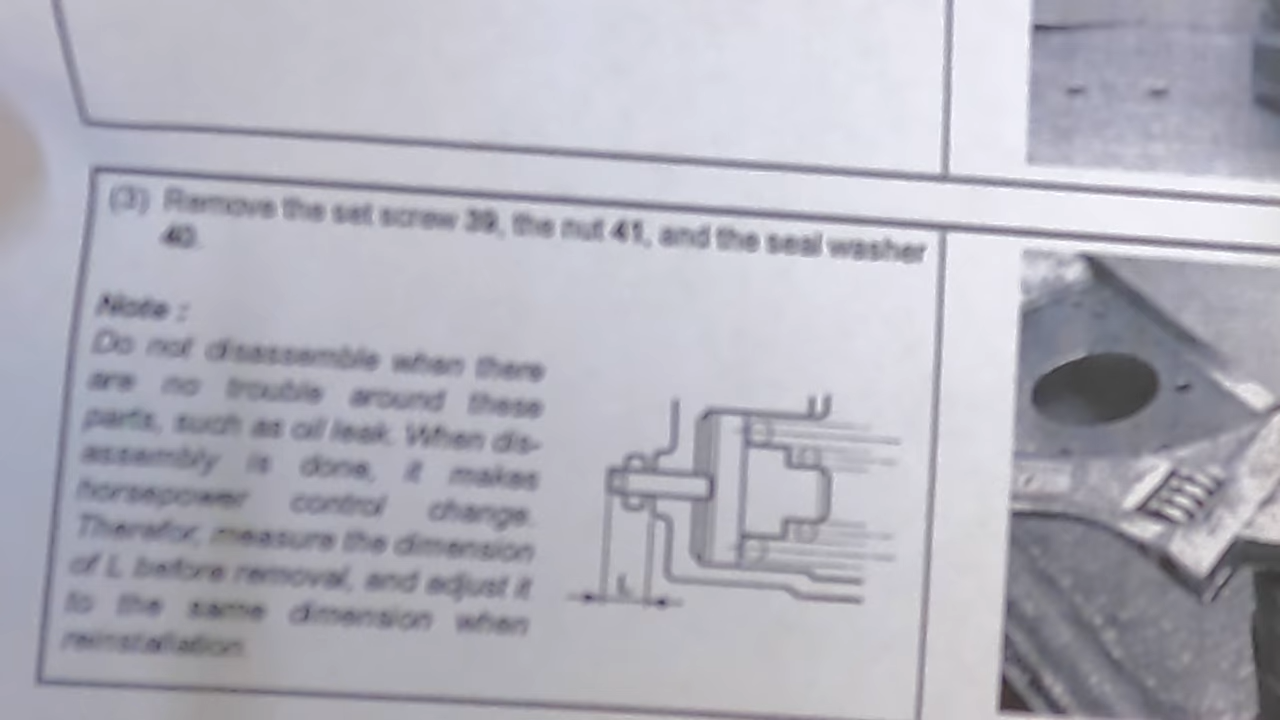 (3) Remove the set screw 39, the nut 41, and the seal washer
40.
Note :
Do not disassemble when there
are no trouble around these
parts, such as oil leak. When dis-
assembly is done, it makes
horsepower control change.
Therefor, measure the dimension
of L before removal, and adjust it
to the same dimension when
reinstallation.
L